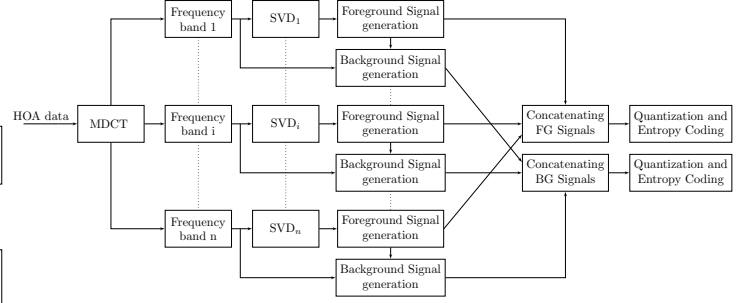 Frequency
band 1
SVD₁
Foreground Signal
generation
Background Signal
generation
HOA data
MDCT
Frequency
band i
SVDᵢ
Foreground Signal
generation
Background Signal
generation
Concatenating
FG Signals
Quantization and
Entropy Coding
Concatenating
BG Signals
Quantization and
Entropy Coding
Frequency
band n
SVDₙ
Foreground Signal
generation
Background Signal
generation